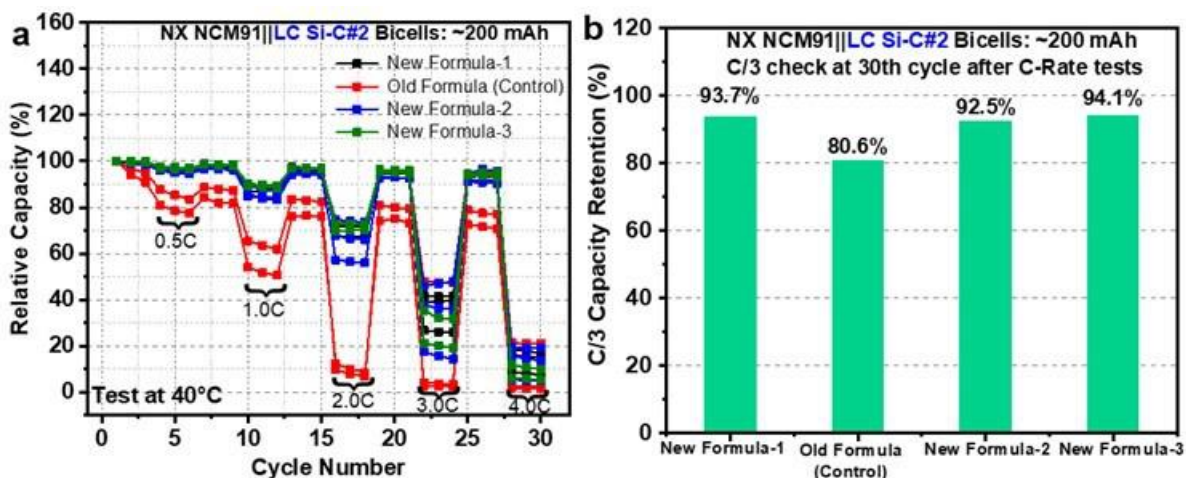 a
NX NCM91||LC Si-C#2 Bicells: ~200 mAh
New Formula-1
Old Formula (Control)
New Formula-2
New Formula-3
Relative Capacity (%)
160
140
120
100
80
60
40
20
0
0.5C
1.0C
2.0C
3.0C
4.0C
Test at 40°C
0
5
10
15
20
25
30
Cycle Number
b
NX NCM91||LC Si-C#2 Bicells: ~200 mAh
C/3 check at 30th cycle after C-Rate tests
C/3 Capacity Retention (%)
120
100
80
60
40
20
0
93.7%
80.6%
92.5%
94.1%
New Formula-1
Old Formula
(Control)
New Formula-2
New Formula-3